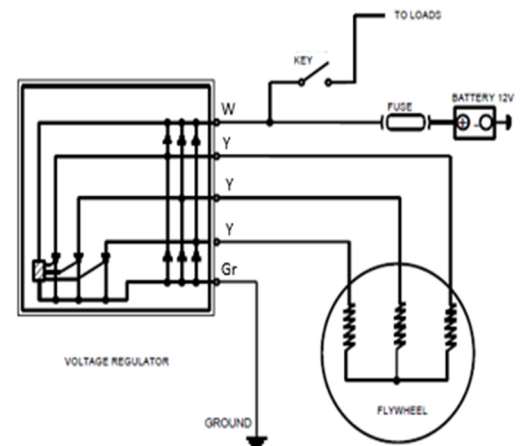 TO LOADS
KEY
BATTERY 12V
FUSE
W
+ -
Y
Y
Y
Gr
VOLTAGE REGULATOR
FLYWHEEL
GROUND